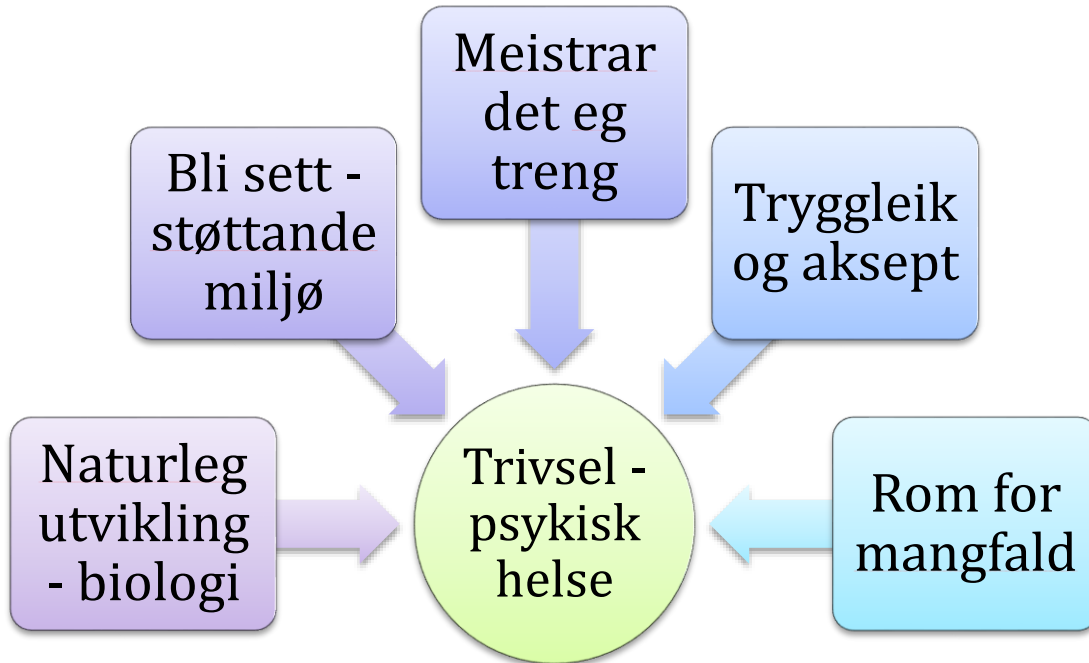 Meistrar
det eg
treng
Bli sett -
støttande
miljø
Tryggleik
og aksept
Naturleg
utvikling
- biologi
Trivsel -
psykisk
helse
Rom for
mangfald